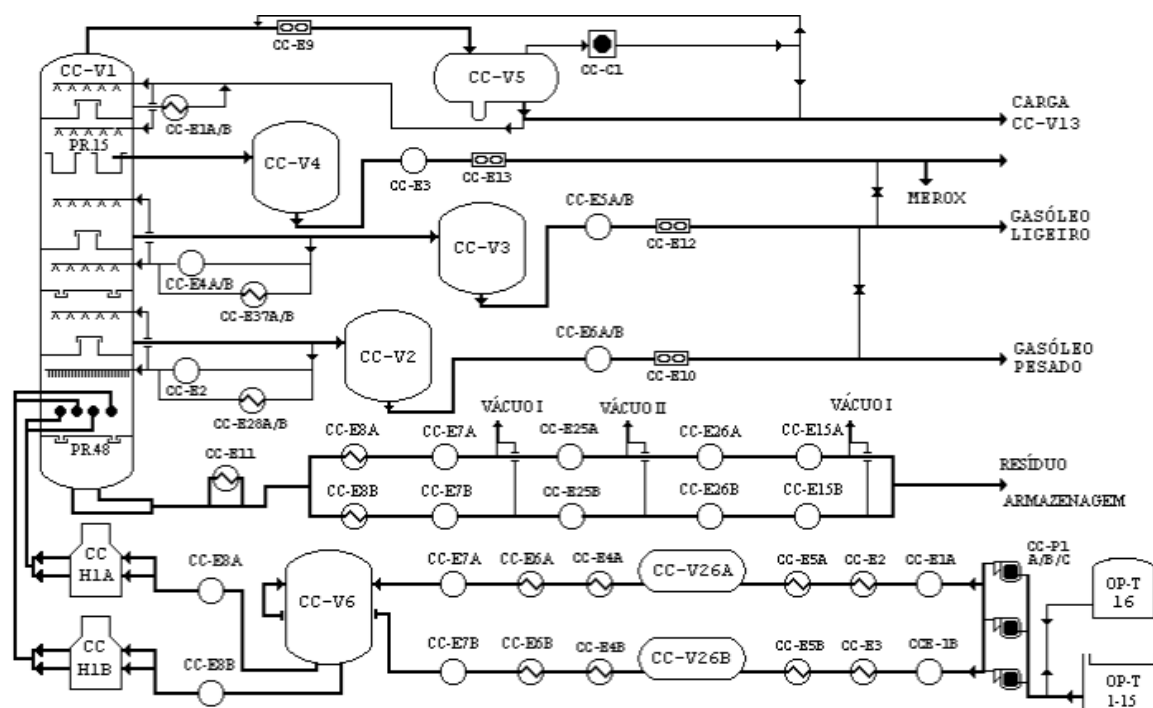 CC-E9
CC-V1
CC-V5
CC-C1
CARGA
CC-V13
CC-E1A/B
PR.15
CC-V4
CC-E3
CC-E13
MEROX
CC-E5A/B
CC-V3
CC-E12
GASÓLEO
LIGEIRO
CC-E4A/B
CC-E37A/B
CC-V2
CC-E6A/B
CC-E10
GASÓLEO
PESADO
CC-E2
CC-E28A/B
VÁCUO I
VÁCUO II
VÁCUO I
PR.48
CC-E11
CC-E8A
CC-E7A
CC-E25A
CC-E26A
CC-E15A
RESÍDUO
CC-E8B
CC-E7B
CC-E25B
CC-E26B
CC-E15B
ARMAZENAGEM
CC
H1A
CC-E8A
CC-V6
CC-E7A
CC-E6A
CC-E4A
CC-V26A
CC-E5A
CC-E2
CC-E1A
CC-P1
A/B/C
OP-T
16
CC
H1B
CC-E8B
CC-E7B
CC-E6B
CC-E4B
CC-V26B
CC-E5B
CC-E3
CCE-1B
OP-T
1-15